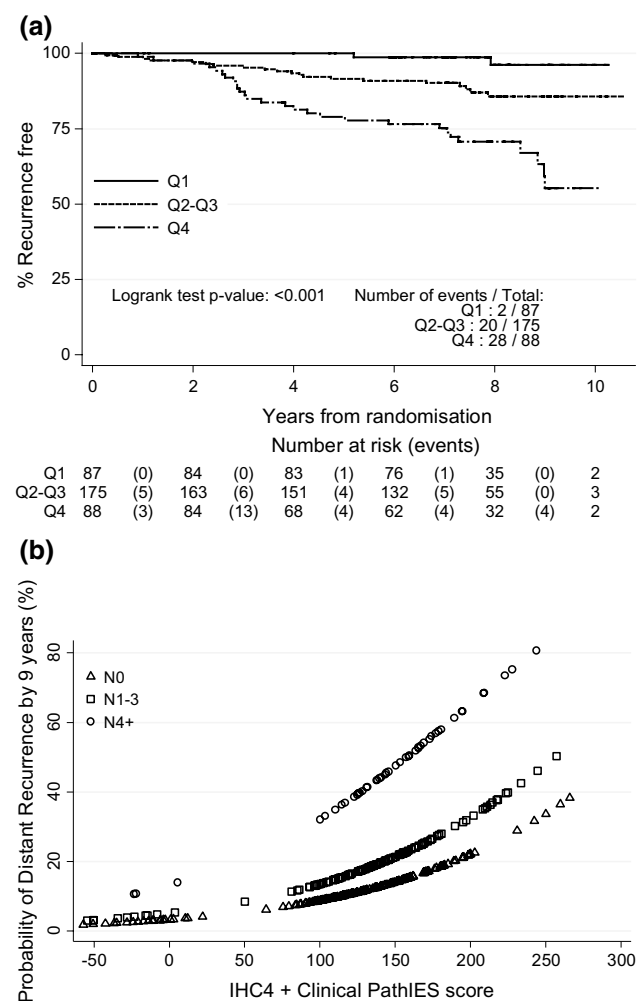 (a)
% Recurrence free
100
75
50
25
0
Q1
Q2-Q3
Q4
Logrank test p-value: <0.001
Number of events / Total:
Q1 : 2 / 87
Q2-Q3 : 20 / 175
Q4 : 28 / 88
0 2 4 6 8 10
Years from randomisation
Number at risk (events)
Q1 87 (0) 84 (0) 83 (1) 76 (1) 35 (0) 2
Q2-Q3 175 (5) 163 (6) 151 (4) 132 (5) 55 (0) 3
Q4 88 (3) 84 (13) 68 (4) 62 (4) 32 (4) 2
(b)
Probability of Distant Recurrence by 9 years (%)
80
60
40
20
0
N0
N1-3
N4+
-50 0 50 100 150 200 250 300
IHC4 + Clinical PathIES score